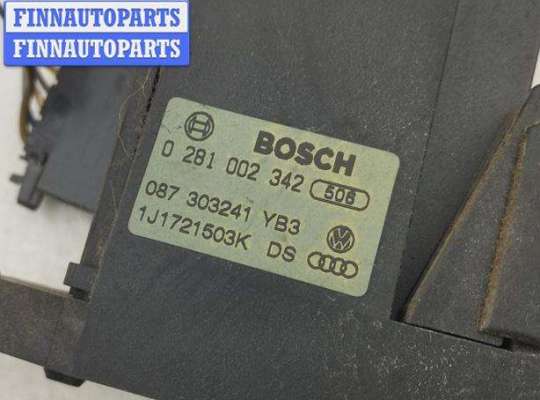 FINNAUTOPARTS
FINNAUTOPARTS
BOSCH
0 281 002 342 506
087 303241 YB3
1J1721503K DS